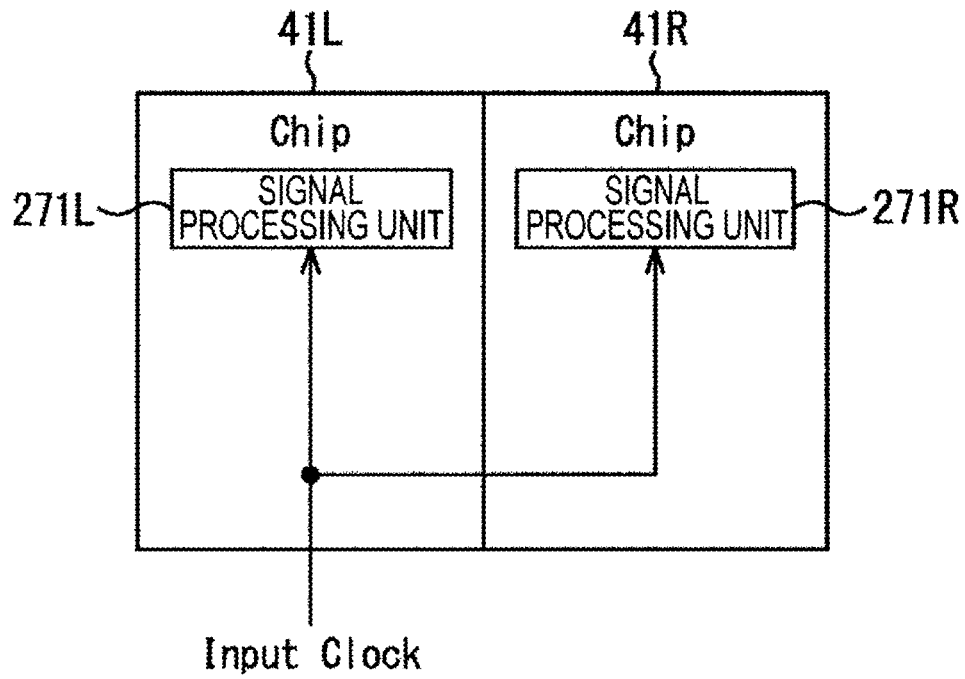 41L
41R
Chip
Chip
271L
SIGNAL
PROCESSING UNIT
SIGNAL
PROCESSING UNIT
271R
Input Clock